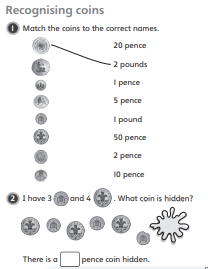 Recognising coins
1 Match the coins to the correct names.
20 pence
2 pounds
1 pence
5 pence
1 pound
50 pence
2 pence
10 pence
2 I have 3 and 4 . What coin is hidden?
There is a pence coin hidden.